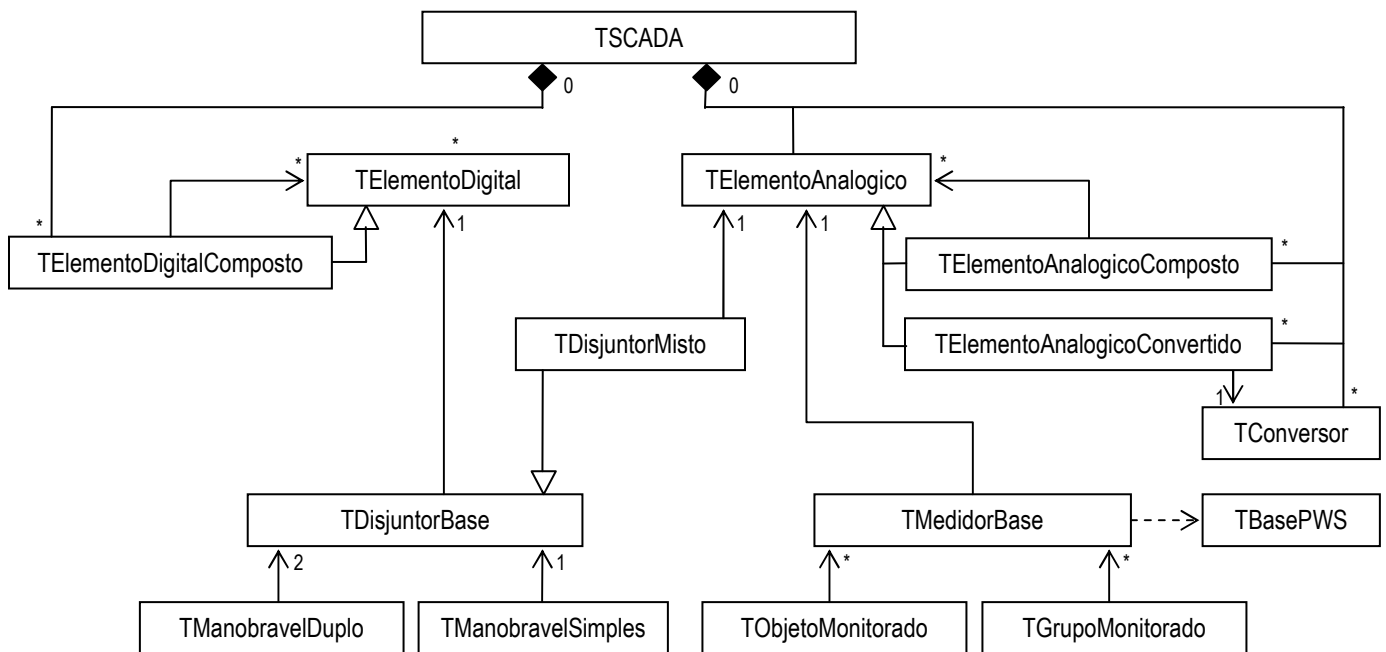 TSCADA
0
0
*
*
*
TElementoDigital
TElementoAnalogico
*
1
1
1
*
TElementoDigitalComposto
TElementoAnalogicoComposto
*
TDisjuntorMisto
TElementoAnalogicoConvertido
*
1
*
TConversor
TDisjuntorBase
TMedidorBase
TBasePWS
2
1
*
*
TManobravelDuplo
TManobravelSimples
TObjetoMonitorado
TGrupoMonitorado